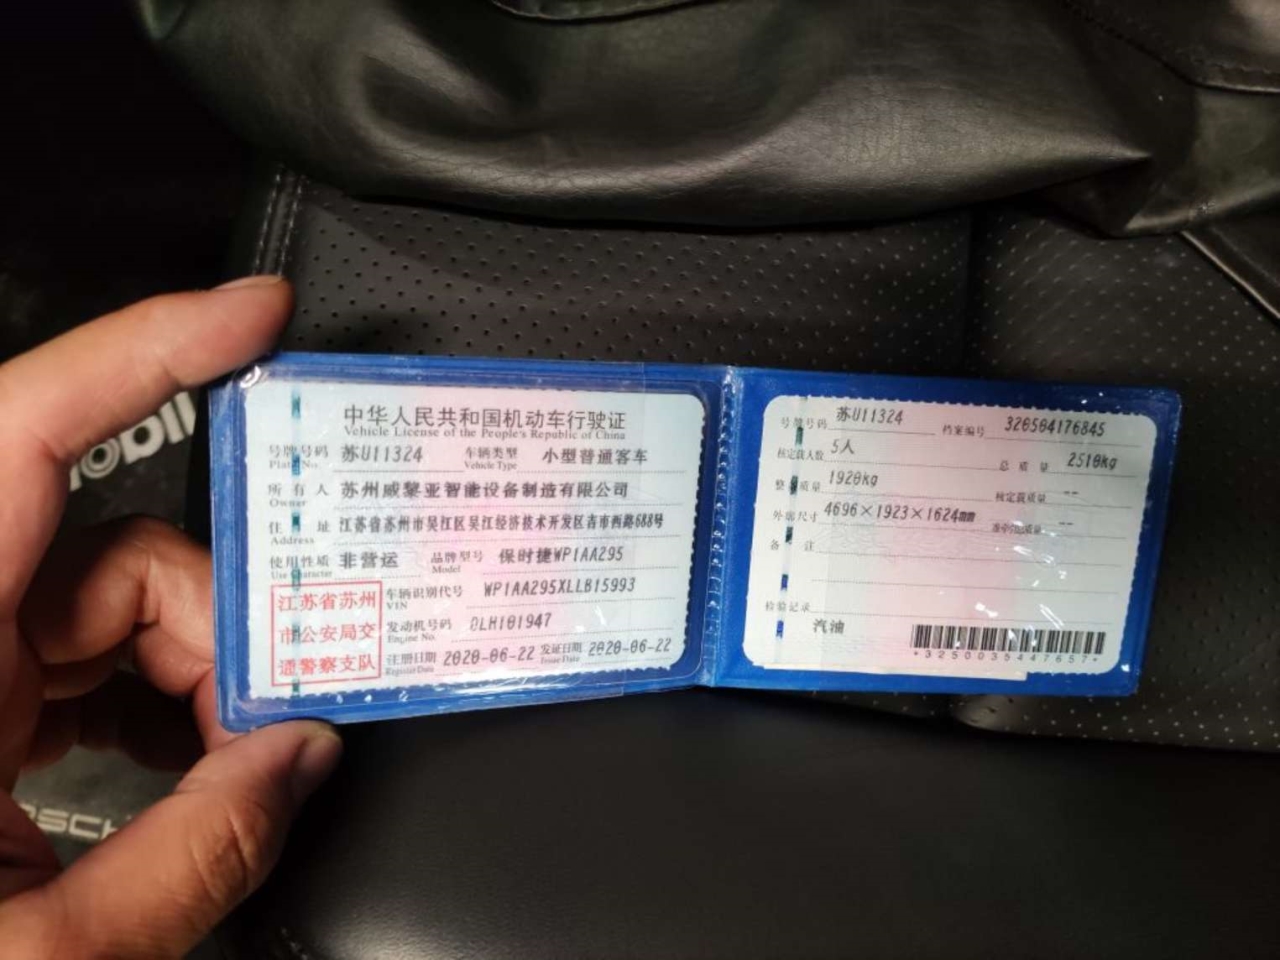 中华人民共和国机动车行驶证
Vehicle License of the People's Republic of China
号牌号码 苏U11324 车辆类型 小型普通客车
Plate No. Vehicle Type
所有人 苏州威黎亚智能设备制造有限公司
Owner
住址 江苏省苏州市吴江区吴江经济技术开发区吉市西路688号
Address
使用性质 非营运 品牌型号 保时捷WP1AA295
Use Character Model
江苏省苏州
市公安局交
通警察支队
车辆识别代号 WP1AA295XLLB15993
VIN
发动机号码 DLH101947
Engine No.
注册日期 2020-06-22 发证日期 2020-06-22
Register Date Issue Date
号牌号码 苏U11324 档案编号 320504176845
核定载人数 5人 总质量 2510kg
整备质量 1920kg 核定载质量 --
外廓尺寸 4696×1923×1624mm 准牵引总质量 --
备注
检验记录
汽油
*3250035447657*